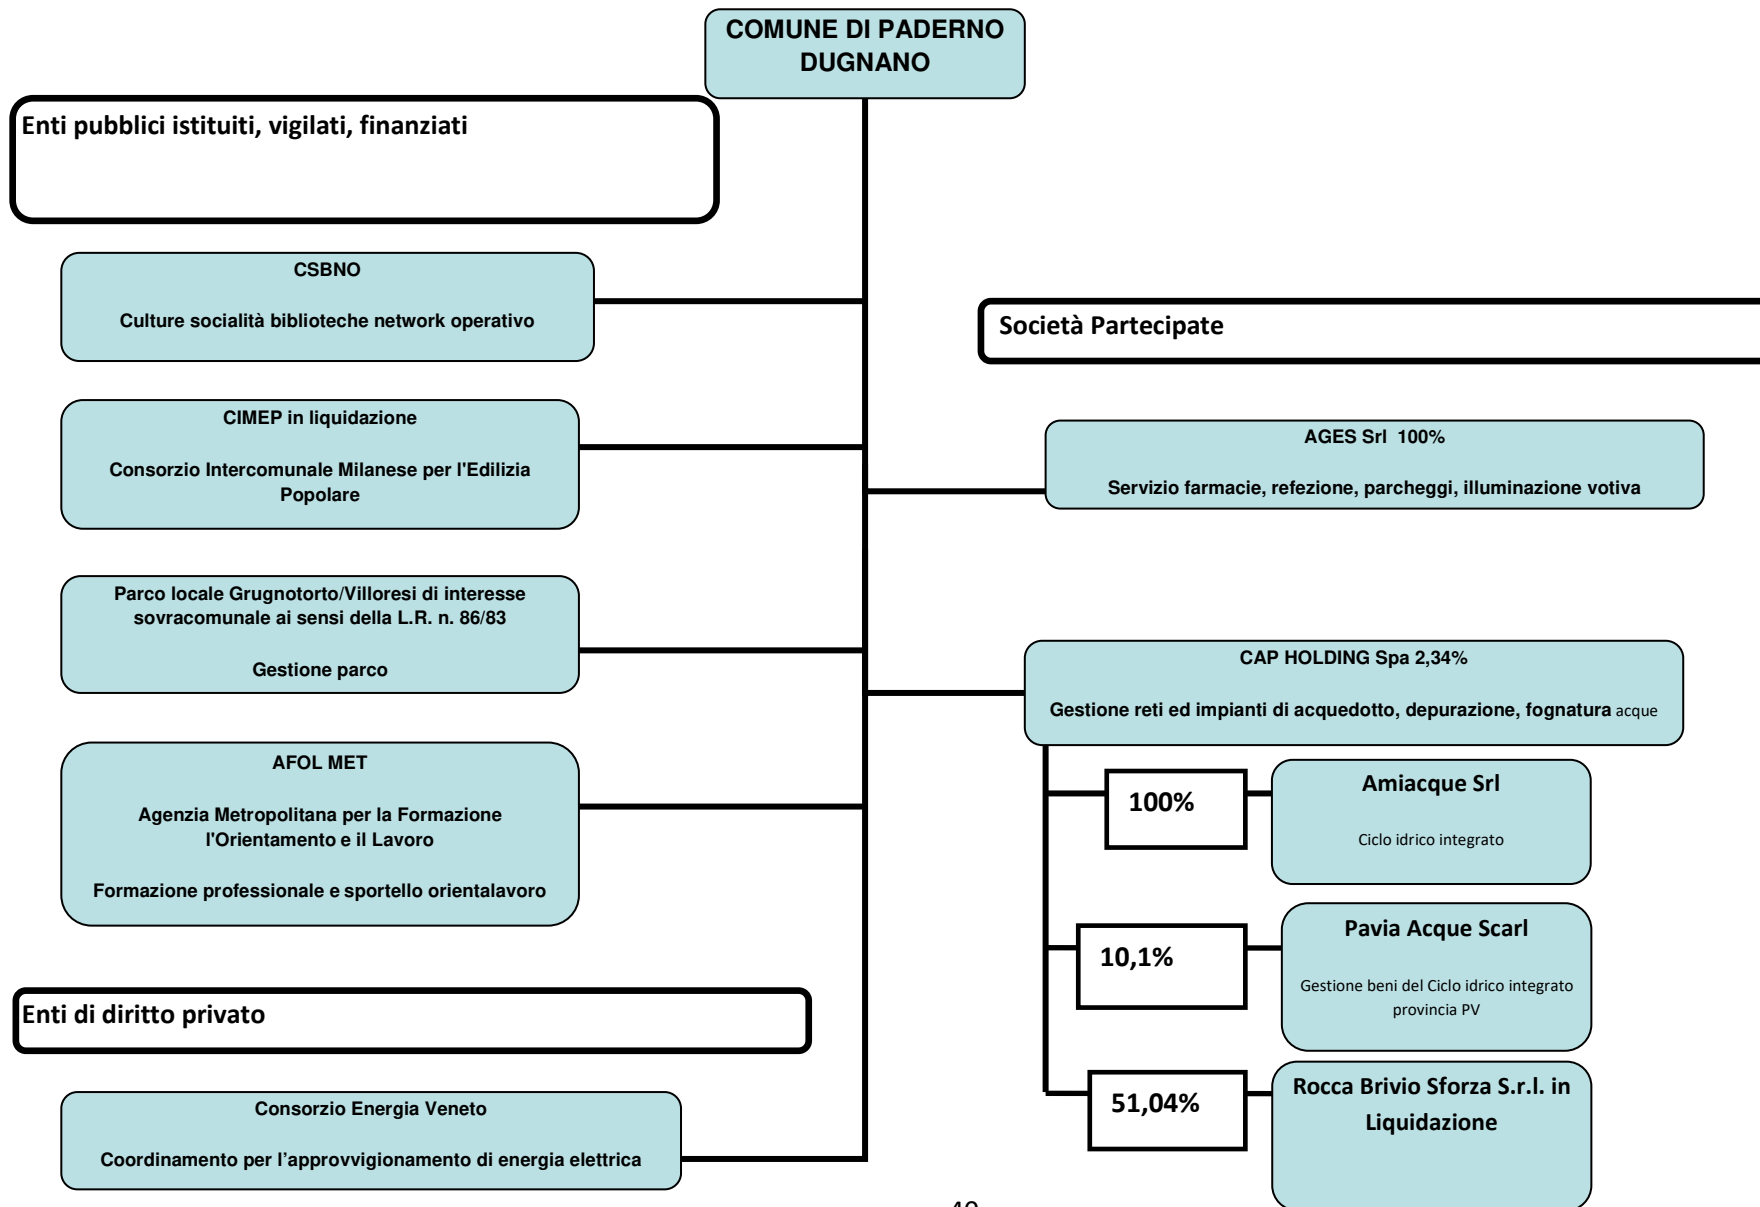 COMUNE DI PADERNO
DUGNANO
Enti pubblici istituiti, vigilati, finanziati
CSBNO
Culture socialità biblioteche network operativo
CIMEP in liquidazione
Consorzio Intercomunale Milanese per l'Edilizia
Popolare
Parco locale Grugnotorto/Villoresi di interesse
sovracomunale ai sensi della L.R. n. 86/83
Gestione parco
AFOL MET
Agenzia Metropolitana per la Formazione
l'Orientamento e il Lavoro
Formazione professionale e sportello orientalavoro
Enti di diritto privato
Consorzio Energia Veneto
Coordinamento per l’approvvigionamento di energia elettrica
Società Partecipate
AGES Srl 100%
Servizio farmacie, refezione, parcheggi, illuminazione votiva
CAP HOLDING Spa 2,34%
Gestione reti ed impianti di acquedotto, depurazione, fognatura acque
100%
Amiacque Srl
Ciclo idrico integrato
10,1%
Pavia Acque Scarl
Gestione beni del Ciclo idrico integrato
provincia PV
51,04%
Rocca Brivio Sforza S.r.l. in
Liquidazione